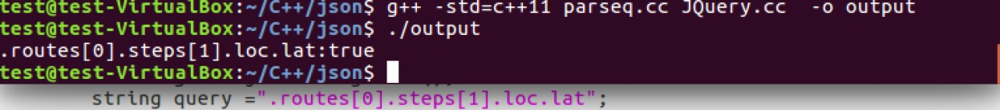 test@test-VirtualBox:~/C++/json$ g++ -std=c++11 parseq.cc JQuery.cc  -o output
test@test-VirtualBox:~/C++/json$ ./output
.routes[0].steps[1].loc.lat:true
test@test-VirtualBox:~/C++/json$
string query =".routes[0].steps[1].loc.lat";